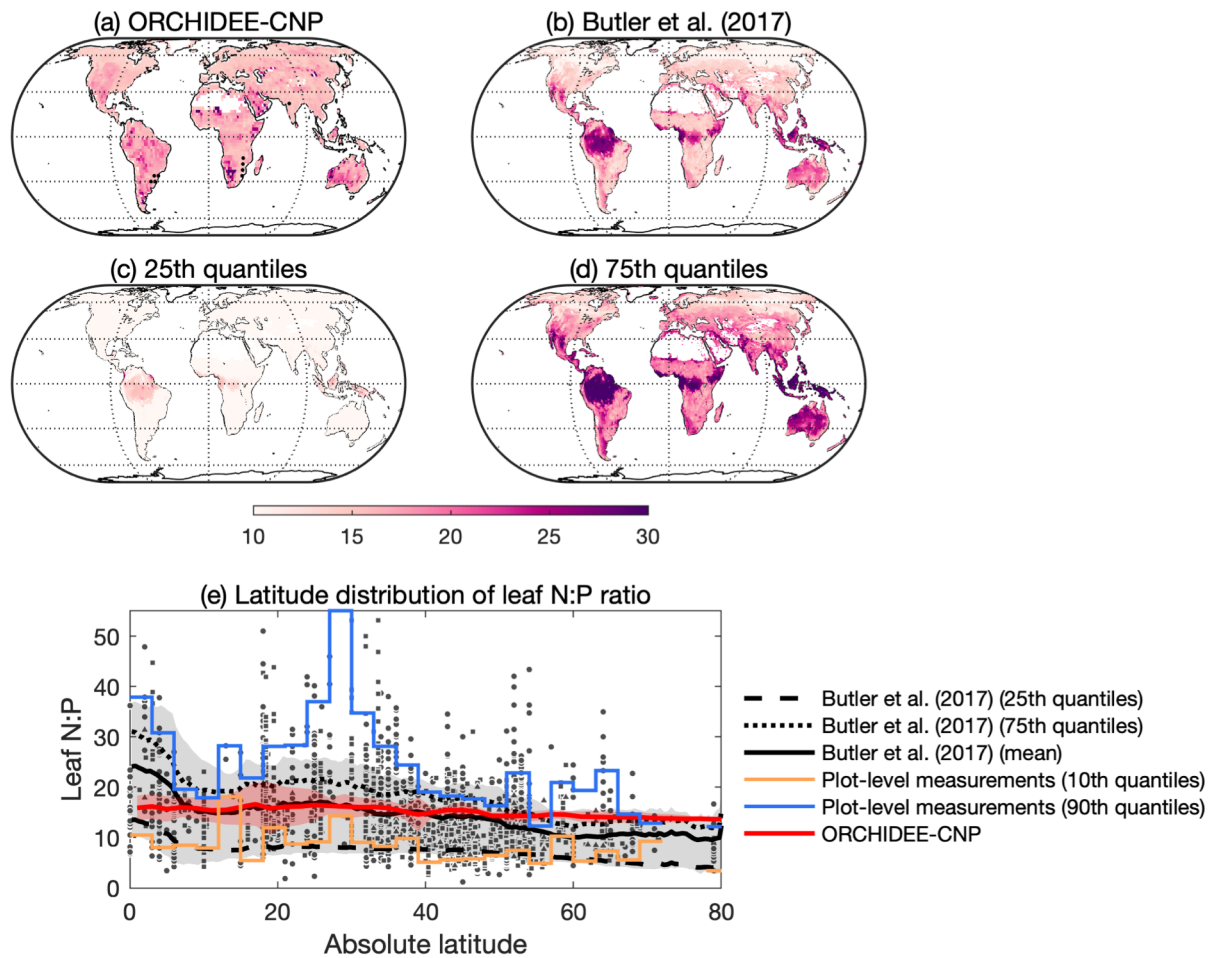 (a) ORCHIDEE-CNP
(b) Butler et al. (2017)
(c) 25th quantiles
(d) 75th quantiles
10 15 20 25 30
(e) Latitude distribution of leaf N:P ratio
Leaf N:P
50
40
30
20
10
0
0 20 40 60 80
Absolute latitude
Butler et al. (2017) (25th quantiles)
Butler et al. (2017) (75th quantiles)
Butler et al. (2017) (mean)
Plot-level measurements (10th quantiles)
Plot-level measurements (90th quantiles)
ORCHIDEE-CNP